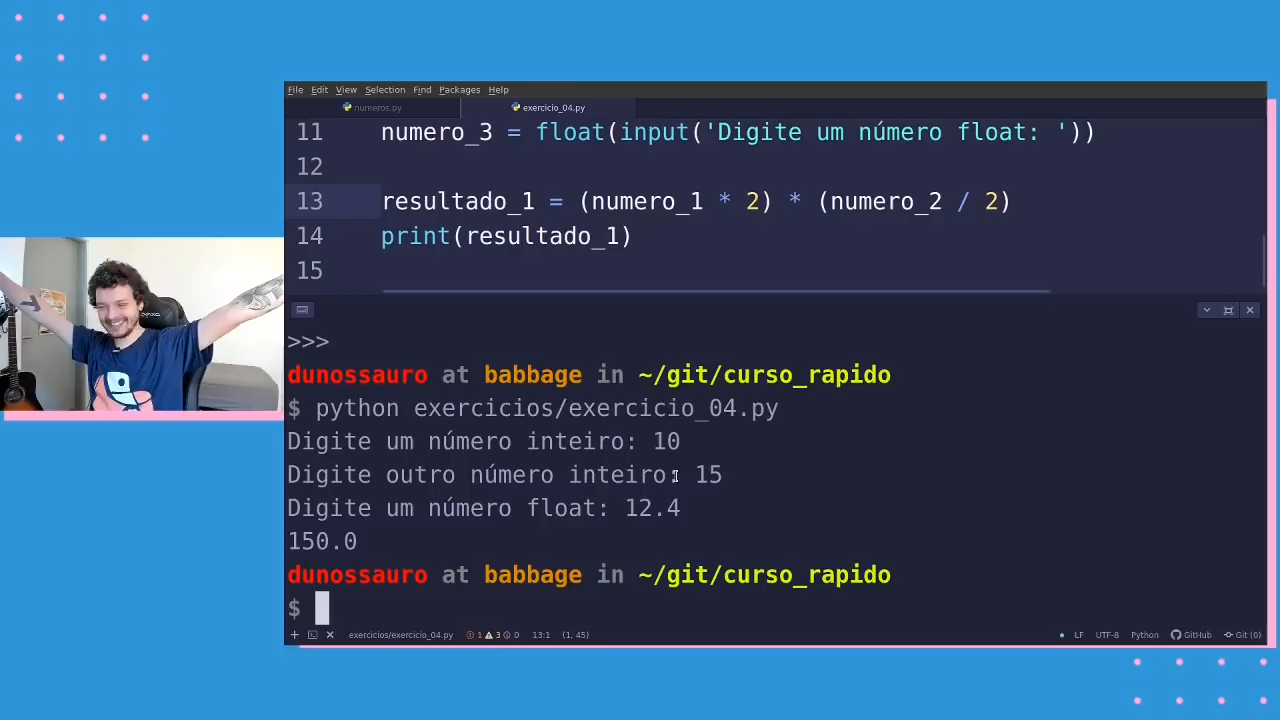 File Edit View Selection Find Packages Help
numeros.py exercicio_04.py
11 numero_3 = float(input('Digite um número float: '))
12
13 resultado_1 = (numero_1 * 2) * (numero_2 / 2)
14 print(resultado_1)
15
>>>
dunossauro at babbage in ~/git/curso_rapido
$ python exercicios/exercicio_04.py
Digite um número inteiro: 10
Digite outro número inteiro: 15
Digite um número float: 12.4
150.0
dunossauro at babbage in ~/git/curso_rapido
$
exercicios/exercicio_04.py 1 3 0 13:1 (1, 45) LF UTF-8 Python GitHub Git (0)